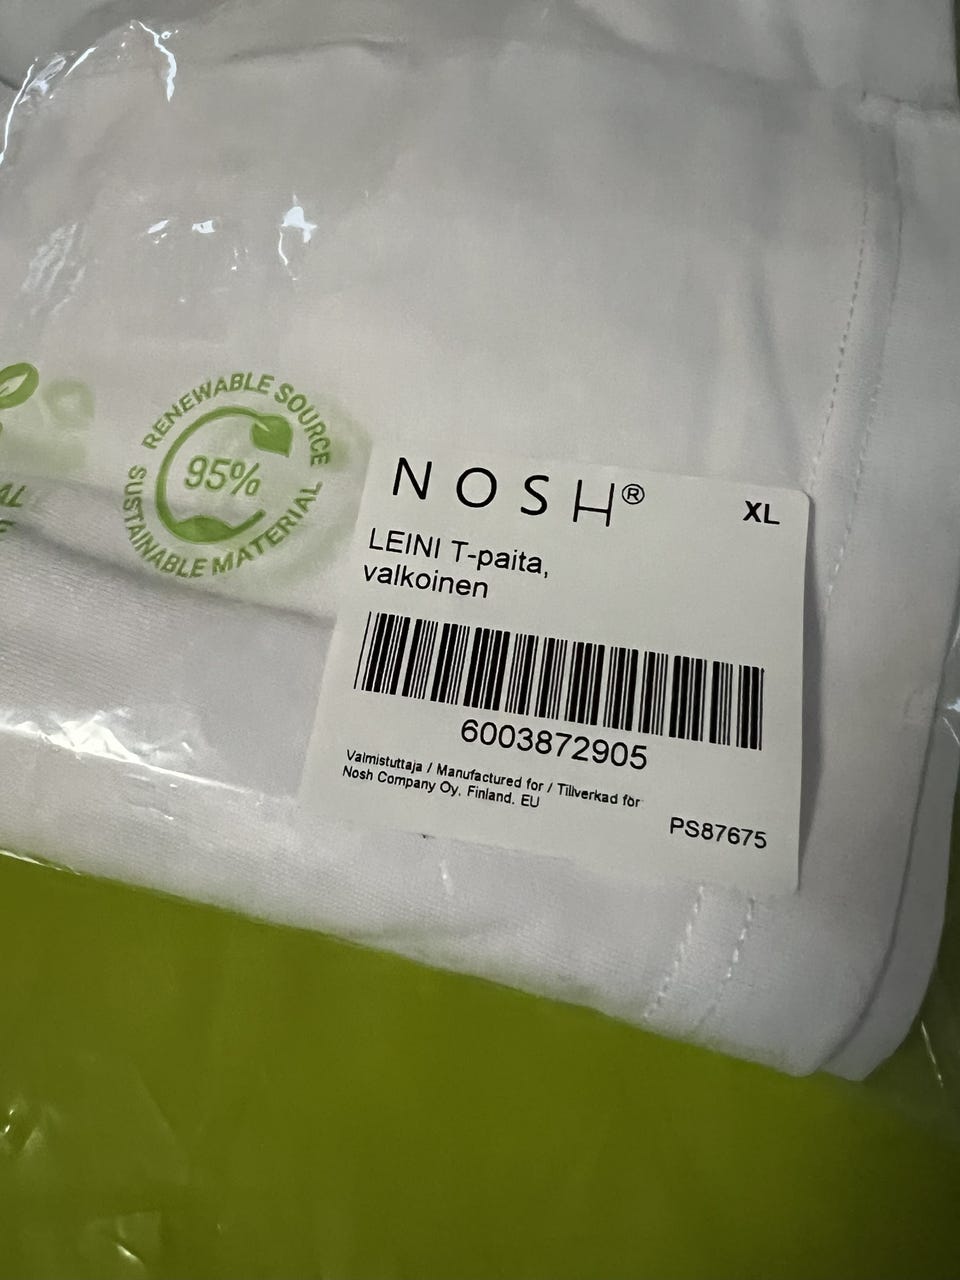 RENEWABLE SOURCE
95%
SUSTAINABLE MATERIAL
NOSH®
XL
LEINI T-paita,
valkoinen
6003872905
Valmistuttaja / Manufactured for / Tillverkad för
Nosh Company Oy, Finland, EU
PS87675